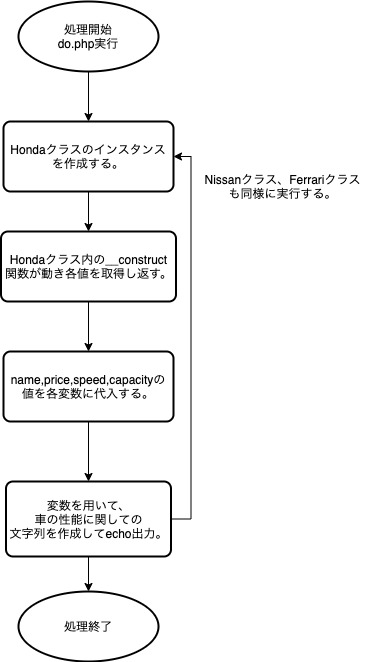 処理開始
do.php実行
Hondaクラスのインスタンス
を作成する。
Nissanクラス、Ferrariクラス
も同様に実行する。
Hondaクラス内の__construct
関数が動き各値を取得し返す。
name,price,speed,capacityの
値を各変数に代入する。
変数を用いて、
車の性能に関しての
文字列を作成してecho出力。
処理終了